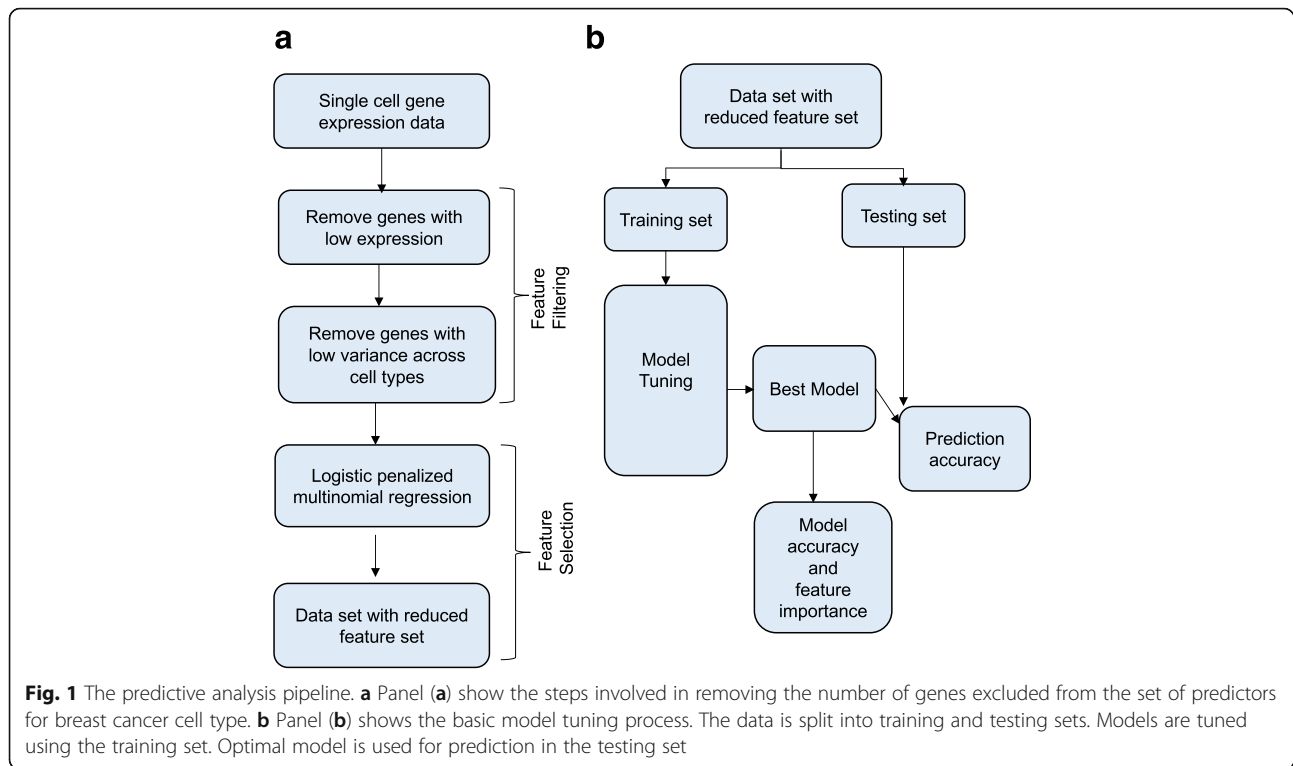 a
Single cell gene
expression data
Remove genes with
low expression
Remove genes with
low variance across
cell types
Feature
Filtering
Logistic penalized
multinomial regression
Data set with reduced
feature set
Feature
Selection
b
Data set with
reduced feature set
Training set
Testing set
Model
Tuning
Best Model
Prediction
accuracy
Model
accuracy
and
feature
importance
Fig. 1 The predictive analysis pipeline. a Panel (a) show the steps involved in removing the number of genes excluded from the set of predictors
for breast cancer cell type. b Panel (b) shows the basic model tuning process. The data is split into training and testing sets. Models are tuned
using the training set. Optimal model is used for prediction in the testing set